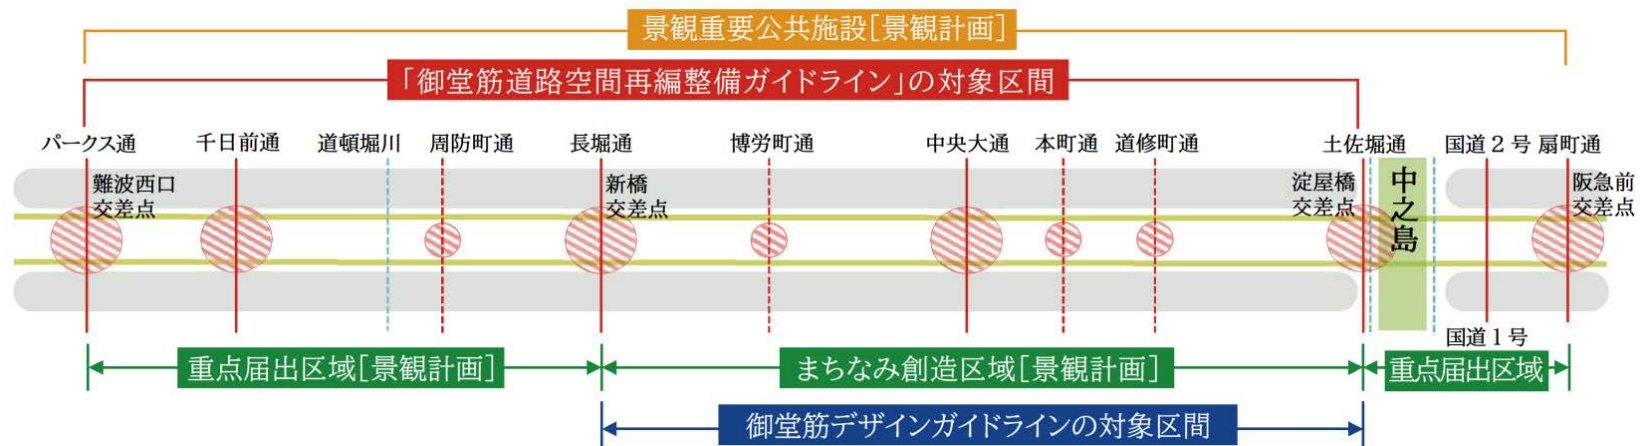 景観重要公共施設[景観計画]
「御堂筋道路空間再編整備ガイドライン」の対象区間
パークス通
千日前通
道頓堀川
周防町通
長堀通
博労町通
中央大通
本町通
道修町通
土佐堀通
国道2号
扇町通
難波西口
交差点
新橋
交差点
淀屋橋
交差点
中之島
阪急前
交差点
国道1号
重点届出区域[景観計画]
まちなみ創造区域[景観計画]
重点届出区域
御堂筋デザインガイドラインの対象区間